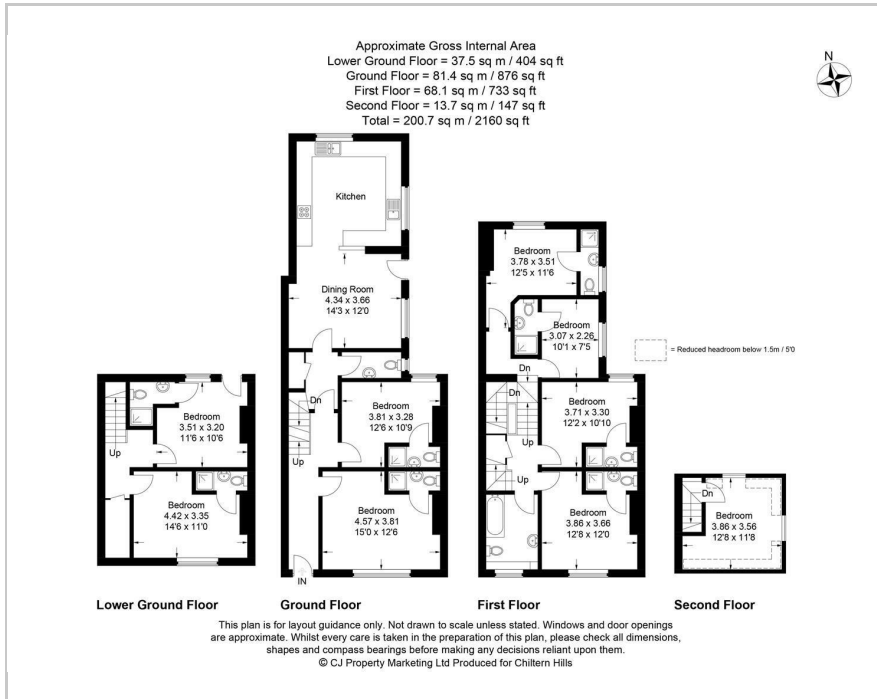 Approximate Gross Internal Area
Lower Ground Floor = 37.5 sq m / 404 sq ft
Ground Floor = 81.4 sq m / 876 sq ft
First Floor = 68.1 sq m / 733 sq ft
Second Floor = 13.7 sq m / 147 sq ft
Total = 200.7 sq m / 2160 sq ft
N
Up
Bedroom
3.51 x 3.20
11'6 x 10'6
Bedroom
4.42 x 3.35
14'6 x 11'0
Lower Ground Floor
Kitchen
Dining Room
4.34 x 3.66
14'3 x 12'0
Dn
Up
Bedroom
3.81 x 3.28
12'6 x 10'9
Bedroom
4.57 x 3.81
15'0 x 12'6
IN
Ground Floor
Bedroom
3.78 x 3.51
12'5 x 11'6
Bedroom
3.07 x 2.26
10'1 x 7'5
Dn
Dn
Up
Up
Bedroom
3.71 x 3.30
12'2 x 10'10
Bedroom
3.86 x 3.66
12'8 x 12'0
First Floor
= Reduced headroom below 1.5m / 5'0
Dn
Bedroom
3.86 x 3.56
12'8 x 11'8
Second Floor
This plan is for layout guidance only. Not drawn to scale unless stated. Windows and door openings
are approximate. Whilst every care is taken in the preparation of this plan, please check all dimensions,
shapes and compass bearings before making any decisions reliant upon them.
© CJ Property Marketing Ltd Produced for Chiltern Hills